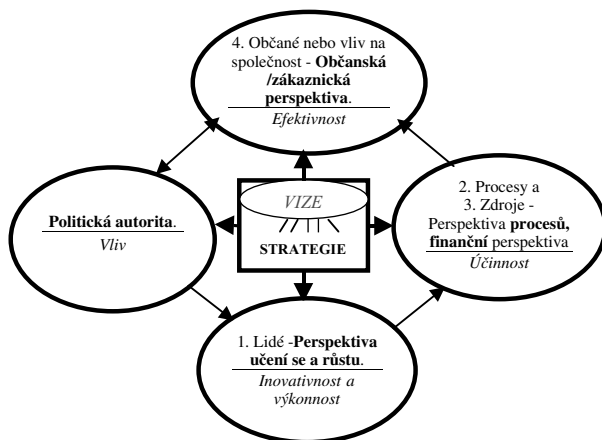 4. Občané nebo vliv na
společnost - Občanská
/zákaznická
perspektiva.
Efektivnost
Politická autorita.
Vliv
VIZE
STRATEGIE
2. Procesy a
3. Zdroje -
Perspektiva procesů,
finanční perspektiva
Účinnost
1. Lidé -Perspektiva
učení se a růstu.
Inovativnost a
výkonnost